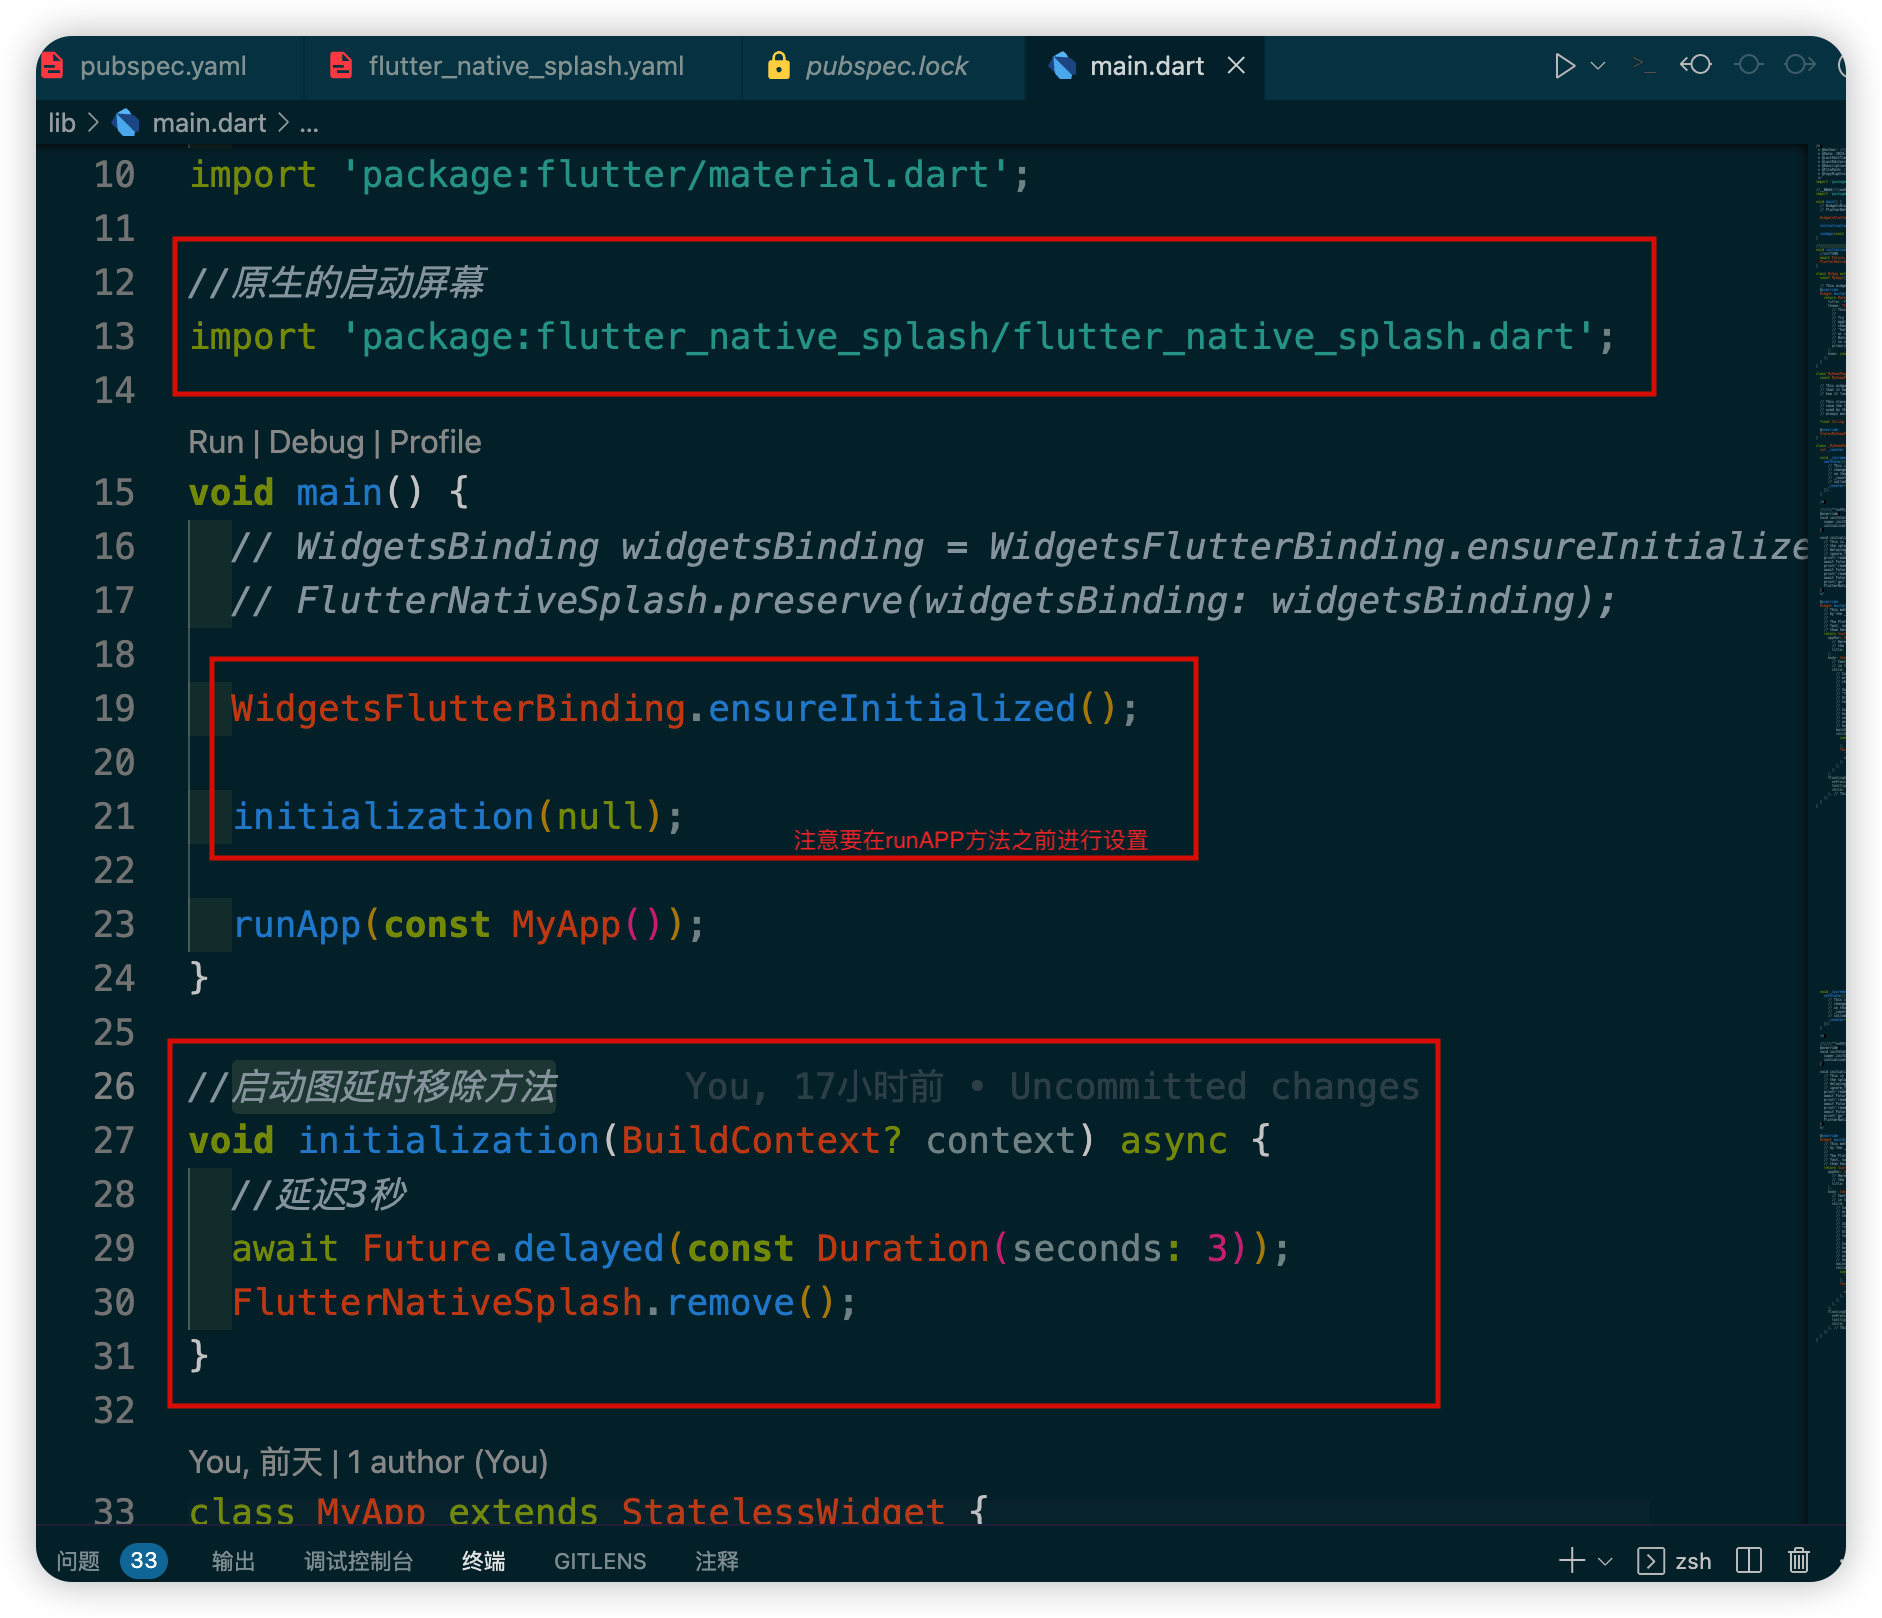 pubspec.yaml flutter_native_splash.yaml pubspec.lock main.dart
lib > main.dart > ...
10 import 'package:flutter/material.dart';
11
12 //原生的启动屏幕
13 import 'package:flutter_native_splash/flutter_native_splash.dart';
14
Run | Debug | Profile
15 void main() {
16 // WidgetsBinding widgetsBinding = WidgetsFlutterBinding.ensureInitialize
17 // FlutterNativeSplash.preserve(widgetsBinding: widgetsBinding);
18
19 WidgetsFlutterBinding.ensureInitialized();
20
21 initialization(null);
注意要在runAPP方法之前进行设置
22
23 runApp(const MyApp());
24 }
25
26 //启动图延时移除方法 You, 17小时前 • Uncommitted changes
27 void initialization(BuildContext? context) async {
28 //延迟3秒
29 await Future.delayed(const Duration(seconds: 3));
30 FlutterNativeSplash.remove();
31 }
32
You, 前天 | 1 author (You)
33 class MyApp extends StatelessWidget {
问题 33 输出 调试控制台 终端 GITLENS 注释 zsh